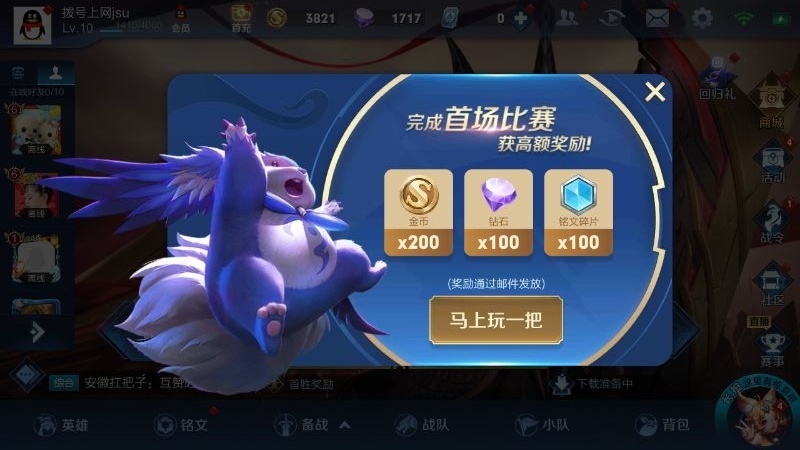 拨号上网jsu
Lv.10
会员
首充
3821
1717
0
在线好友0/10
离线
离线
离线
完成首场比赛
获高额奖励!
金币
x200
钻石
x100
铭文碎片
x100
(奖励通过邮件发放)
马上玩一把
回归礼
商城
活动
4
战令
1
社区
直播
赛事
综合
安徽扛把子：互赞
首胜奖励
下载准备中
英雄
铭文
备战
战队
小队
背包